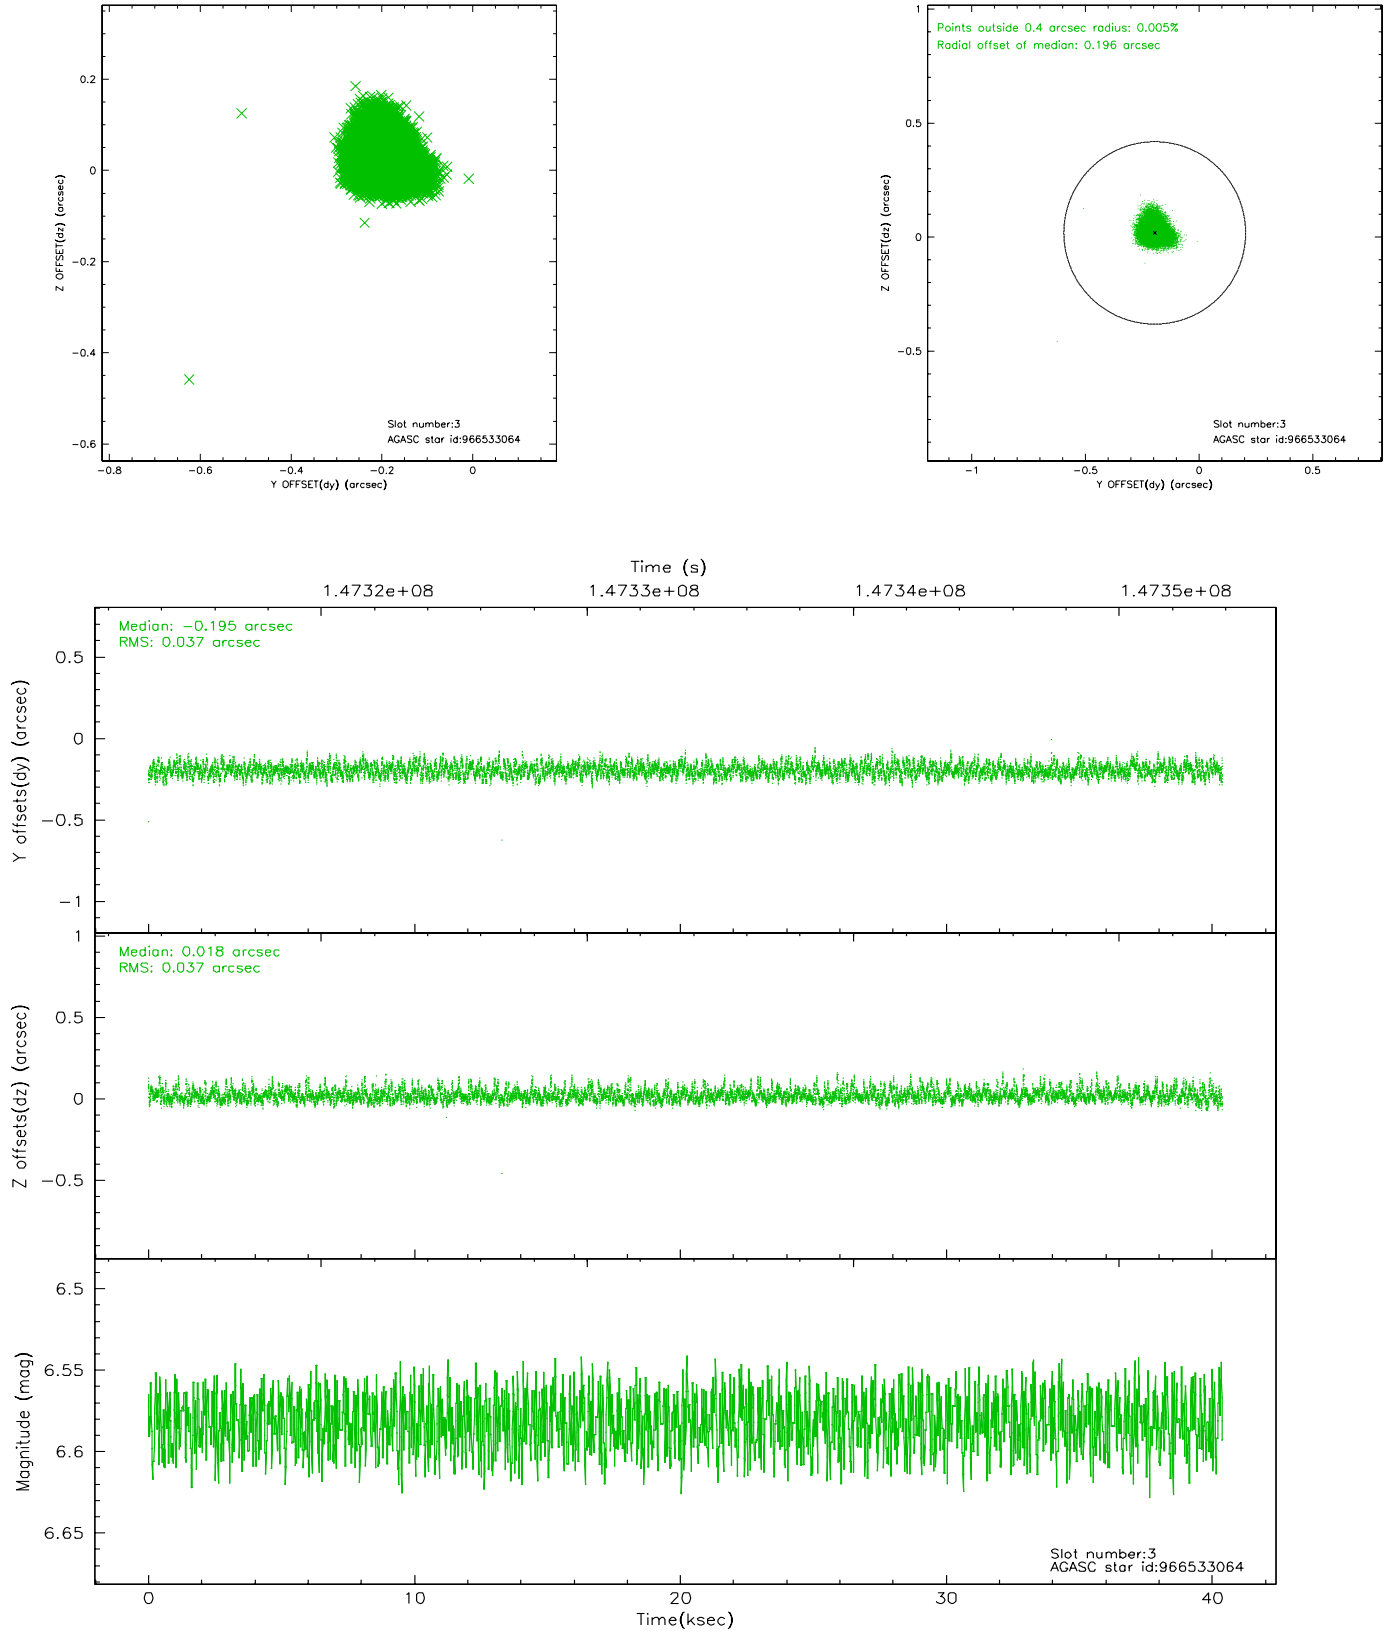 0.2
0
−0.2
−0.4
−0.6
Z OFFSET(dz) (arcsec)
Slot number:3
AGASC star id:966533064
−0.8
−0.6
−0.4
−0.2
0
Y OFFSET(dy) (arcsec)
Points outside 0.4 arcsec radius: 0.005%
Radial offset of median: 0.196 arcsec
1
0.5
0
−0.5
Z OFFSET(dz) (arcsec)
Slot number:3
AGASC star id:966533064
−1
−0.5
0
0.5
Y OFFSET(dy) (arcsec)
Time (s)
1.4732e+08
1.4733e+08
1.4734e+08
1.4735e+08
Median: −0.195 arcsec
RMS: 0.037 arcsec
0.5
0
−0.5
−1
Y offsets(dy) (arcsec)
Median: 0.018 arcsec
RMS: 0.037 arcsec
1
0.5
0
−0.5
Z offsets(dz) (arcsec)
6.5
6.55
6.6
6.65
Magnitude (mag)
Slot number:3
AGASC star id:966533064
0
10
20
30
40
Time(ksec)